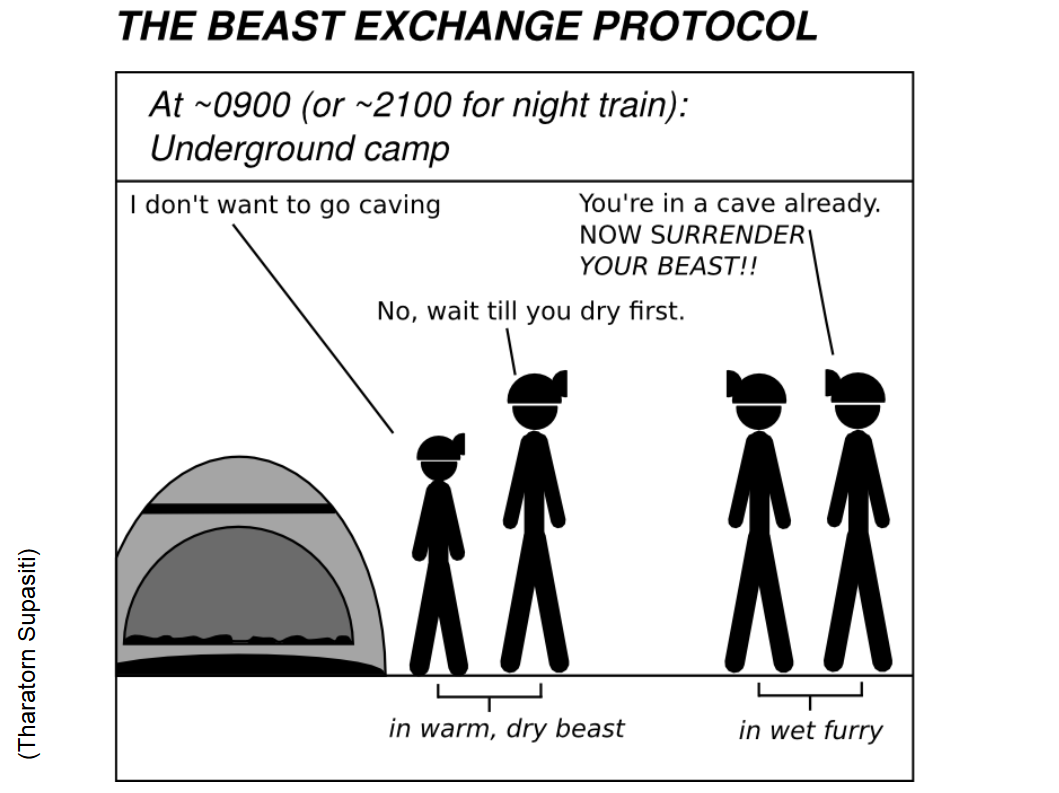 THE BEAST EXCHANGE PROTOCOL
At ~0900 (or ~2100 for night train):
Underground camp
I don't want to go caving
You're in a cave already.
NOW SURRENDER
YOUR BEAST!!
No, wait till you dry first.
in warm, dry beast
in wet furry
(Tharatorn Supasiti)